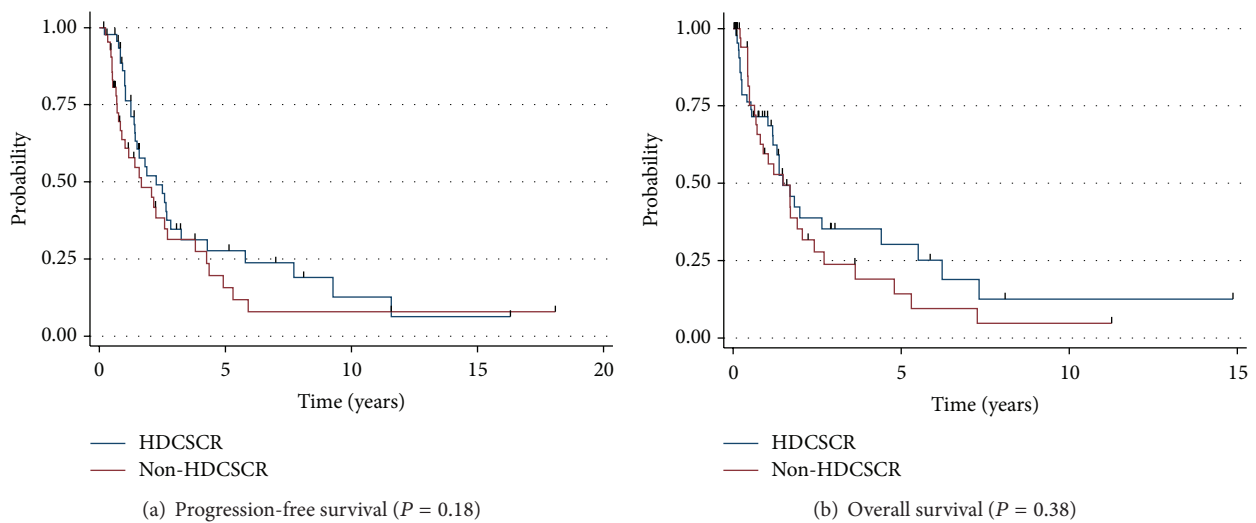 1.00
0.75
0.50
0.25
0.00
Probability
0 5 10 15 20
Time (years)
HDCSCR
Non-HDCSCR
(a) Progression-free survival (P = 0.18)
1.00
0.75
0.50
0.25
0.00
Probability
0 5 10 15
Time (years)
HDCSCR
Non-HDCSCR
(b) Overall survival (P = 0.38)